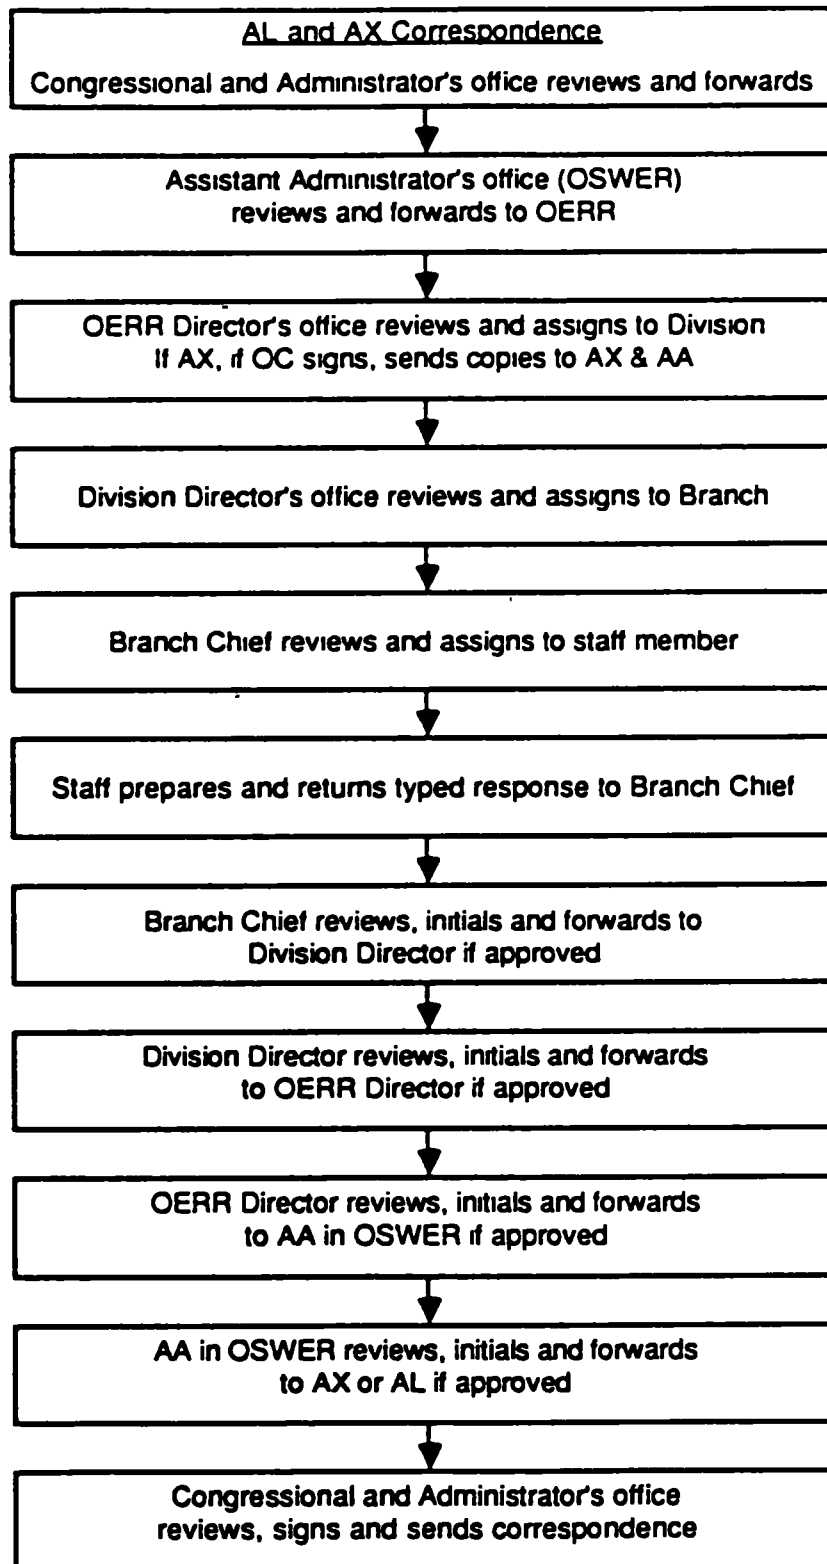 AL and AX Correspondence
Congressional and Administrator's office reviews and forwards
Assistant Administrator's office (OSWER)
reviews and forwards to OERR
OERR Director's office reviews and assigns to Division
If AX, if OC signs, sends copies to AX & AA
Division Director's office reviews and assigns to Branch
Branch Chief reviews and assigns to staff member
Staff prepares and returns typed response to Branch Chief
Branch Chief reviews, initials and forwards to
Division Director if approved
Division Director reviews, initials and forwards
to OERR Director if approved
OERR Director reviews, initials and forwards
to AA in OSWER if approved
AA in OSWER reviews, initials and forwards
to AX or AL if approved
Congressional and Administrator's office
reviews, signs and sends correspondence